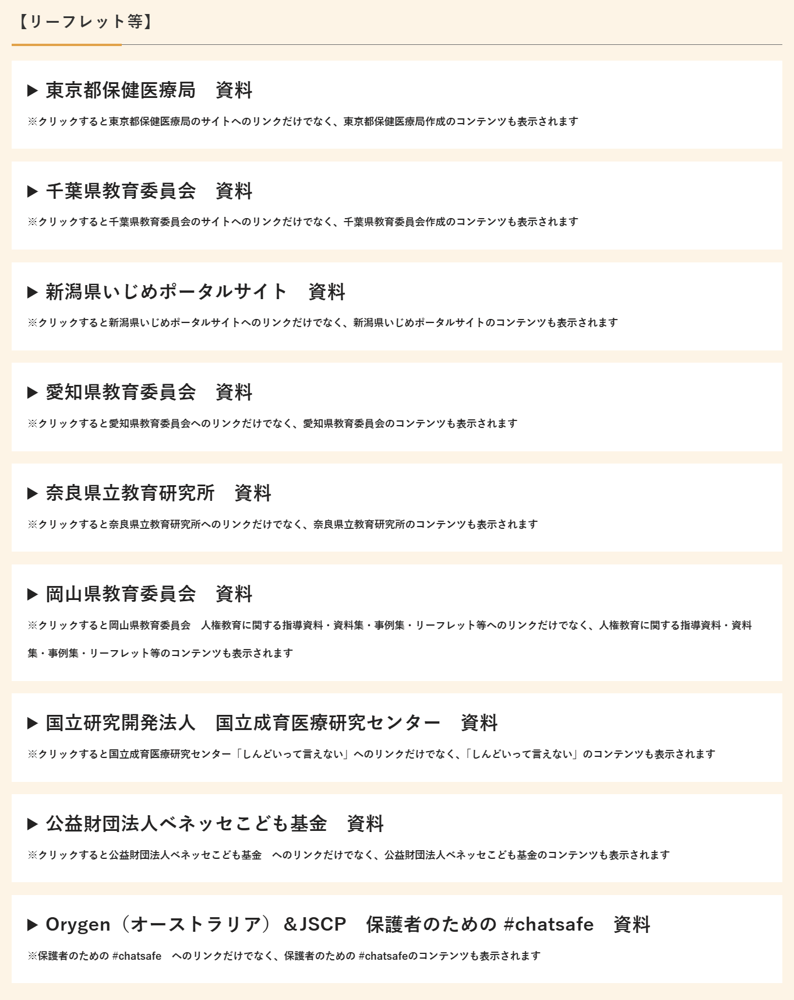 【リーフレット等】
▶ 東京都保健医療局　資料
※クリックすると東京都保健医療局のサイトへのリンクだけでなく、東京都保健医療局作成のコンテンツも表示されます
▶ 千葉県教育委員会　資料
※クリックすると千葉県教育委員会のサイトへのリンクだけでなく、千葉県教育委員会作成のコンテンツも表示されます
▶ 新潟県いじめポータルサイト　資料
※クリックすると新潟県いじめポータルサイトへのリンクだけでなく、新潟県いじめポータルサイトのコンテンツも表示されます
▶ 愛知県教育委員会　資料
※クリックすると愛知県教育委員会へのリンクだけでなく、愛知県教育委員会のコンテンツも表示されます
▶ 奈良県立教育研究所　資料
※クリックすると奈良県立教育研究所へのリンクだけでなく、奈良県立教育研究所のコンテンツも表示されます
▶ 岡山県教育委員会　資料
※クリックすると岡山県教育委員会　人権教育に関する指導資料・資料集・事例集・リーフレット等へのリンクだけでなく、人権教育に関する指導資料・資料
集・事例集・リーフレット等のコンテンツも表示されます
▶ 国立研究開発法人　国立成育医療研究センター　資料
※クリックすると国立成育医療研究センター「しんどいって言えない」へのリンクだけでなく、「しんどいって言えない」のコンテンツも表示されます
▶ 公益財団法人ベネッセこども基金　資料
※クリックすると公益財団法人ベネッセこども基金　へのリンクだけでなく、公益財団法人ベネッセこども基金のコンテンツも表示されます
▶ Orygen（オーストラリア）＆JSCP　保護者のための #chatsafe　資料
※保護者のための #chatsafe　へのリンクだけでなく、保護者のための #chatsafeのコンテンツも表示されます